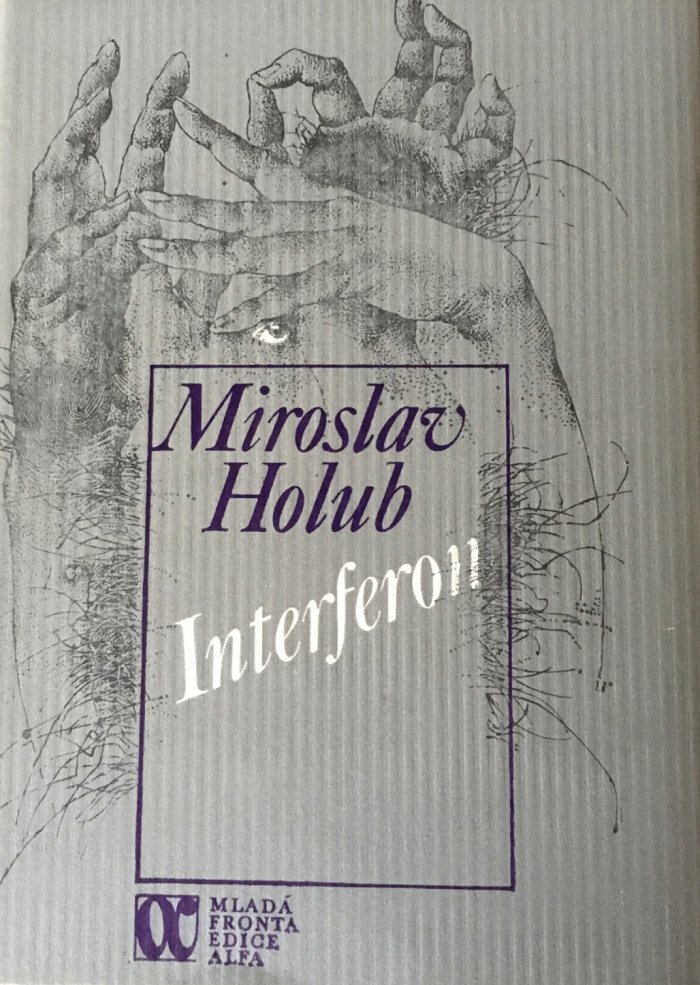 Miroslav
Holub
Interferon
MLADÁ
FRONTA
EDICE
ALFA